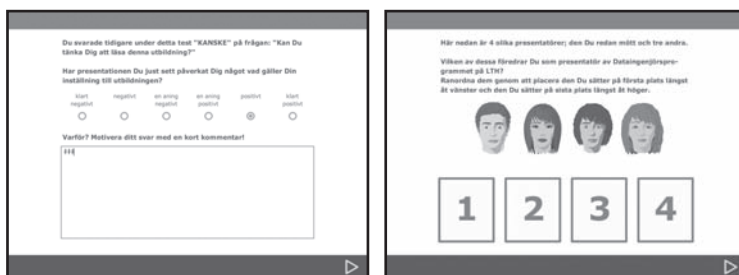 Du svarade tidigare under detta test "KANSKE" på frågan: "Kan Du
tänka Dig att läsa denna utbildning?"
Har presentationen Du just sett påverkat Dig något vad gäller Din
inställning till utbildningen?
klart negativt
negativt
en aning negativt
en aning positivt
positivt
klart positivt
Varför? Motivera ditt svar med en kort kommentar!
Här nedan är 4 olika presentatörer; den Du redan mött och tre andra.
Vilken av dessa föredrar Du som presentatör av Dataingenjörspro-
grammet på LTH?
Ranordna dem genom att placera den Du sätter på första plats längst
åt vänster och den Du sätter på sista plats längst åt höger.
1 2 3 4